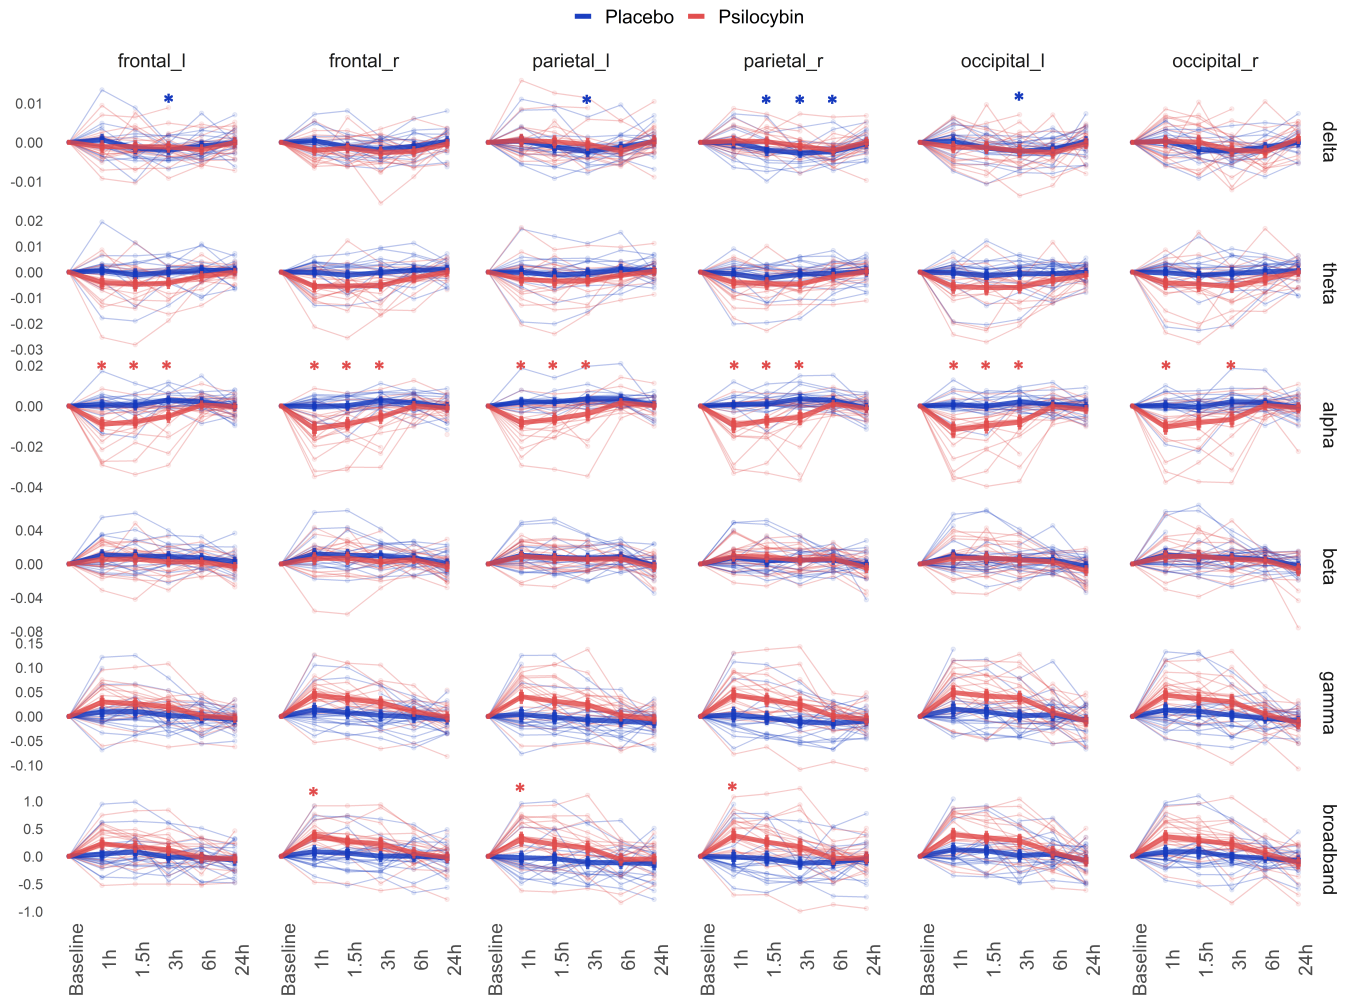 Placebo Psilocybin
frontal_l frontal_r parietal_l parietal_r occipital_l occipital_r
* * * * * *
0.01
0.00
-0.01
delta
0.02
0.01
0.00
-0.01
-0.02
-0.03
theta
* * * * * * * * * * * * * * * * *
0.02
0.00
-0.02
-0.04
alpha
0.04
0.00
-0.04
-0.08
beta
0.15
0.10
0.05
0.00
-0.05
-0.10
gamma
* * *
1.0
0.5
0.0
-0.5
-1.0
broadband
Baseline 1h 1.5h 3h 6h 24h Baseline 1h 1.5h 3h 6h 24h Baseline 1h 1.5h 3h 6h 24h Baseline 1h 1.5h 3h 6h 24h Baseline 1h 1.5h 3h 6h 24h Baseline 1h 1.5h 3h 6h 24h